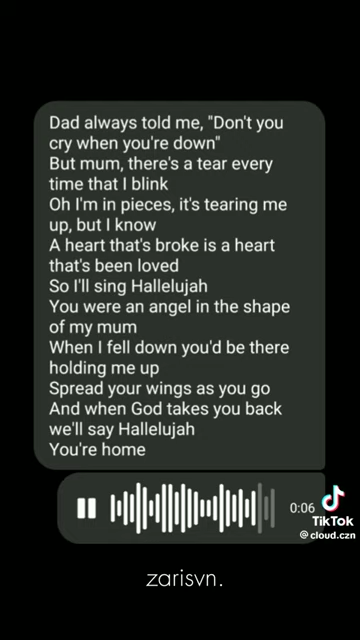 Dad always told me, "Don't you
cry when you're down"
But mum, there's a tear every
time that I blink
Oh I'm in pieces, it's tearing me
up, but I know
A heart that's broke is a heart
that's been loved
So I'll sing Hallelujah
You were an angel in the shape
of my mum
When I fell down you'd be there
holding me up
Spread your wings as you go
And when God takes you back
we'll say Hallelujah
You're home
0:06
TikTok
@cloud.czn
zarisvn.